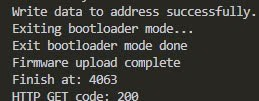 Write data to address successfully.
Exiting bootloader mode...
Exit bootloader mode done
Firmware upload complete
Finish at: 4063
HTTP GET code: 200